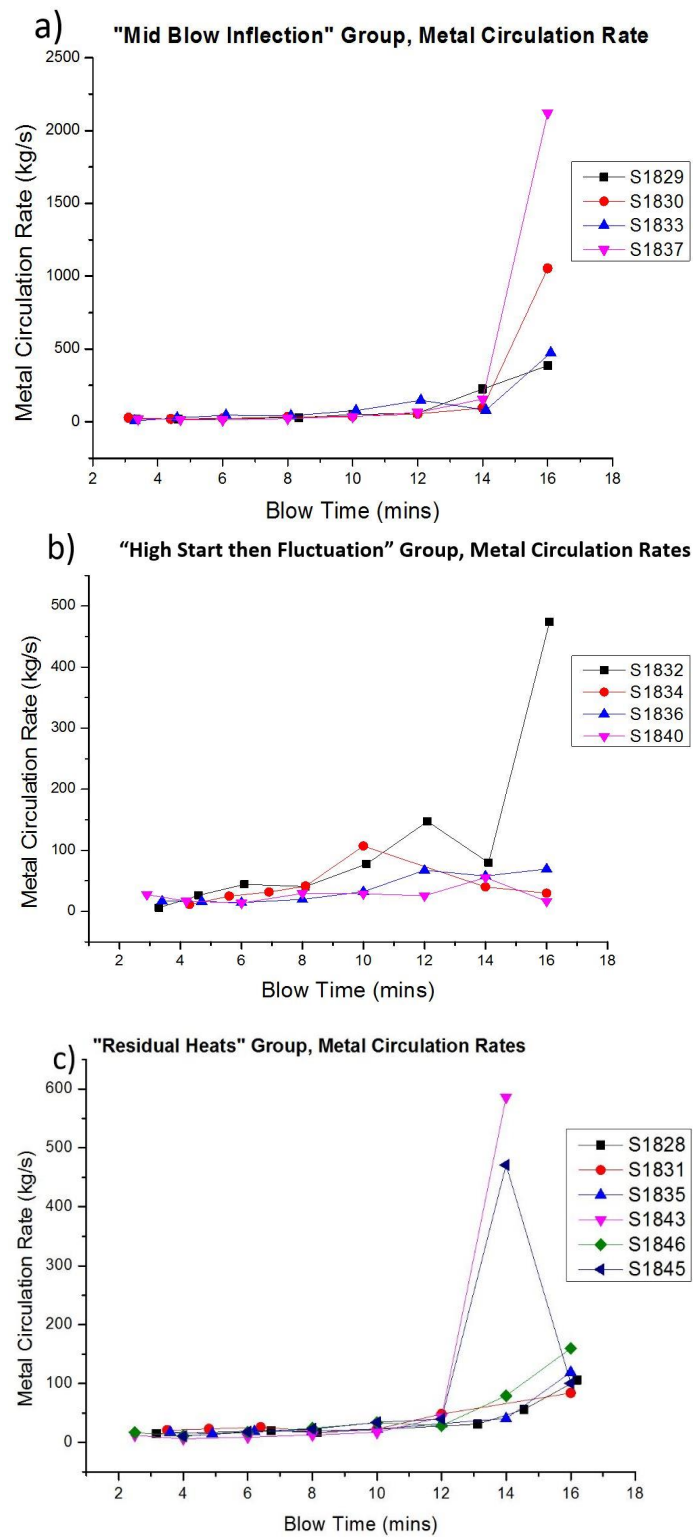 a)
"Mid Blow Inflection" Group, Metal Circulation Rate
2500
2000
1500
1000
500
0
Metal Circulation Rate (kg/s)
S1829
S1830
S1833
S1837
2 4 6 8 10 12 14 16 18
Blow Time (mins)
b)
“High Start then Fluctuation” Group, Metal Circulation Rates
500
400
300
200
100
0
Metal Circulation Rate (kg/s)
S1832
S1834
S1836
S1840
2 4 6 8 10 12 14 16 18
Blow Time (mins)
c)
"Residual Heats" Group, Metal Circulation Rates
600
500
400
300
200
100
0
Metal Circulation Rate (kg/s)
S1828
S1831
S1835
S1843
S1846
S1845
2 4 6 8 10 12 14 16 18
Blow Time (mins)